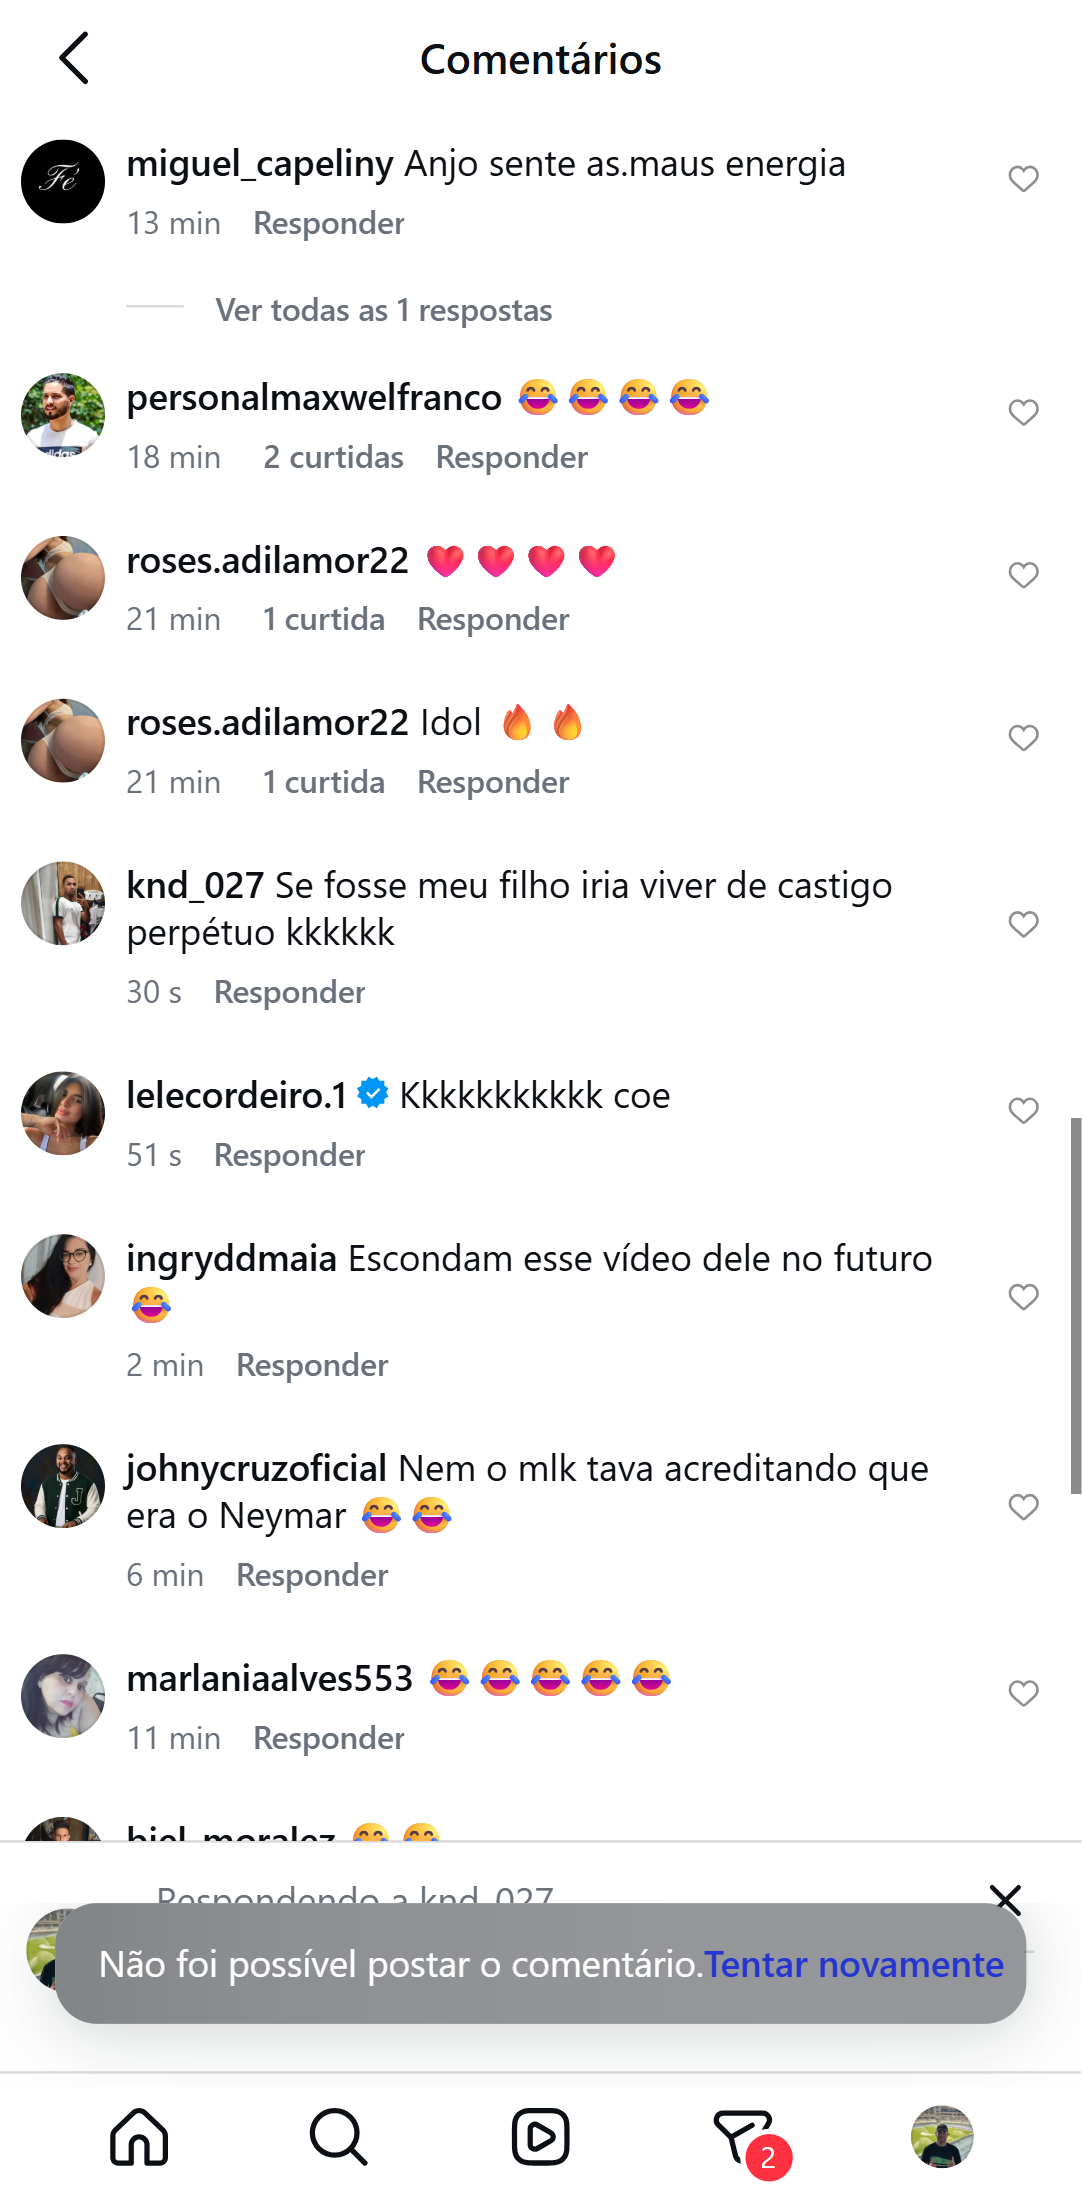 Comentários
Fé
miguel_capeliny Anjo sente as.maus energia
13 min Responder
Ver todas as 1 respostas
personalmaxwelfranco 😂😂😂😂
18 min 2 curtidas Responder
roses.adilamor22 ❤️❤️❤️❤️
21 min 1 curtida Responder
roses.adilamor22 Idol 🔥🔥
21 min 1 curtida Responder
knd_027 Se fosse meu filho iria viver de castigo
perpétuo kkkkkk
30 s Responder
lelecordeiro.1 Kkkkkkkkkkk coe
51 s Responder
ingryddmaia Escondam esse vídeo dele no futuro
😂
2 min Responder
johnycruzoficial Nem o mlk tava acreditando que
era o Neymar 😂😂
6 min Responder
marlaniaalves553 😂😂😂😂😂
11 min Responder
biel_moralez 😂😂
Respondendo a knd_027
Não foi possível postar o comentário.Tentar novamente
2